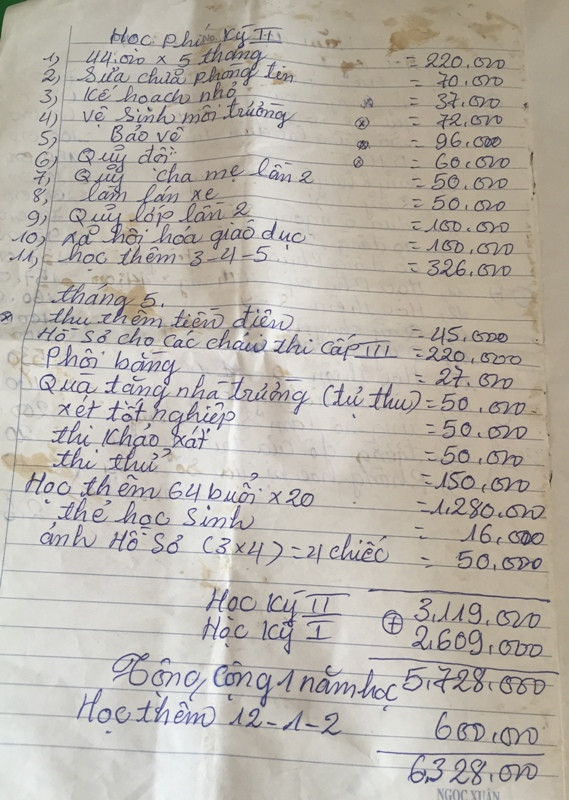 Học phí Kỳ II
1, 44.000 x 5 tháng = 220.000
2, Sửa chữa phòng tin = 70.000
3, Kế hoạch nhỏ = 37.000
4, vệ sinh môi trường = 72.000
5, Bảo vệ = 96.000
6, Quỹ đội = 60.000
7, Quỹ cha mẹ lần 2 = 50.000
8, làm lán xe = 50.000
9, Quỹ lớp lần 2 = 100.000
10, xã hội hóa giáo dục = 100.000
11, học thêm 3-4-5 = 326.000
tháng 5.
thu thêm tiền điện = 45.000
Hồ Sơ cho các cháu thi cấp III = 220.000
Phôi bằng = 27.000
Quà tặng nhà trường (tự thu) = 50.000
xét tốt nghiệp = 50.000
thi Khảo xát = 50.000
thi thử = 150.000
Học thêm 64 buổi x 20 = 1.280.000
thẻ học Sinh = 16.000
ảnh Hồ Sơ (3x4) = 4 chiếc = 50.000
Học Kỳ II 3.119.000
Học Kỳ I + 2.609.000
Tổng cộng 1 năm học 5.728.000
Học thêm 12-1-2 600.000
6.328.000
NGỌC XUÂN